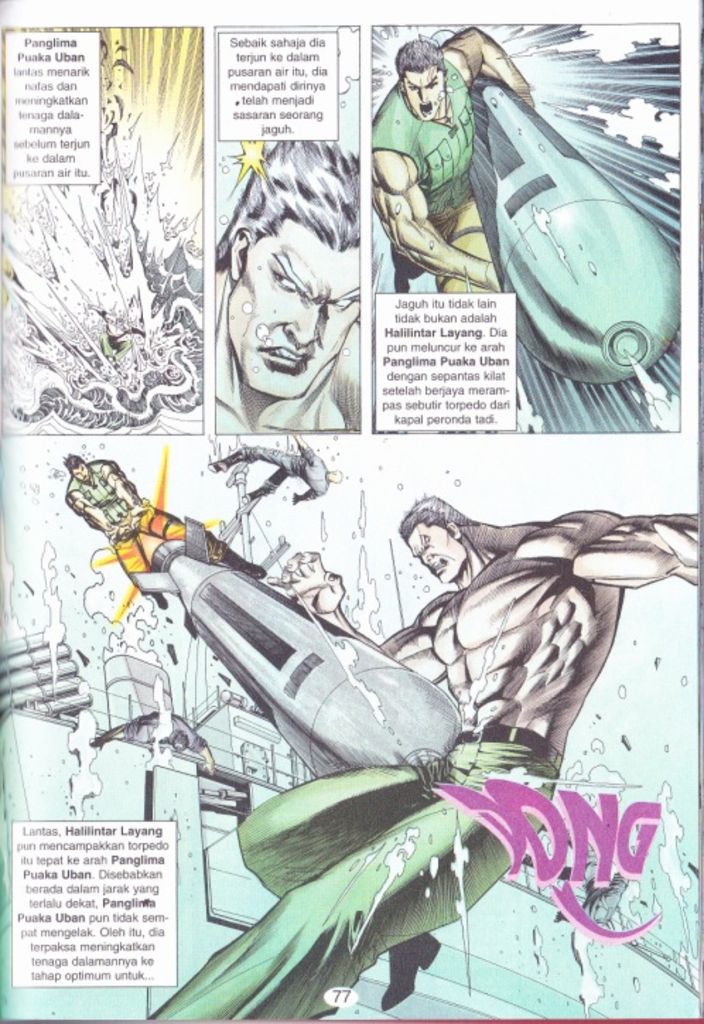 Panglima
Puaka Uban
lantas menarik
nafas dan
meningkatkan
tenaga dala-
mannya
sebelum terjun
ke dalam
pusaran air itu.
Sebaik sahaja dia
terjun ke dalam
pusaran air itu, dia
mendapati dirinya
telah menjadi
sasaran seorang
jaguh.
Jaguh itu tidak lain
tidak bukan adalah
Halilintar Layang. Dia
pun meluncur ke arah
Panglima Puaka Uban
dengan sepantas kilat
setelah berjaya meram-
pas sebutir torpedo dari
kapal peronda tadi.
Lantas, Halilintar Layang
pun mencampakkan torpedo
itu tepat ke arah Panglima
Puaka Uban. Disebabkan
berada dalam jarak yang
terlalu dekat, Panglima
Puaka Uban pun tidak sem-
pat mengelak. Oleh itu, dia
terpaksa meningkatkan
tenaga dalamannya ke
tahap optimum untuk...
77